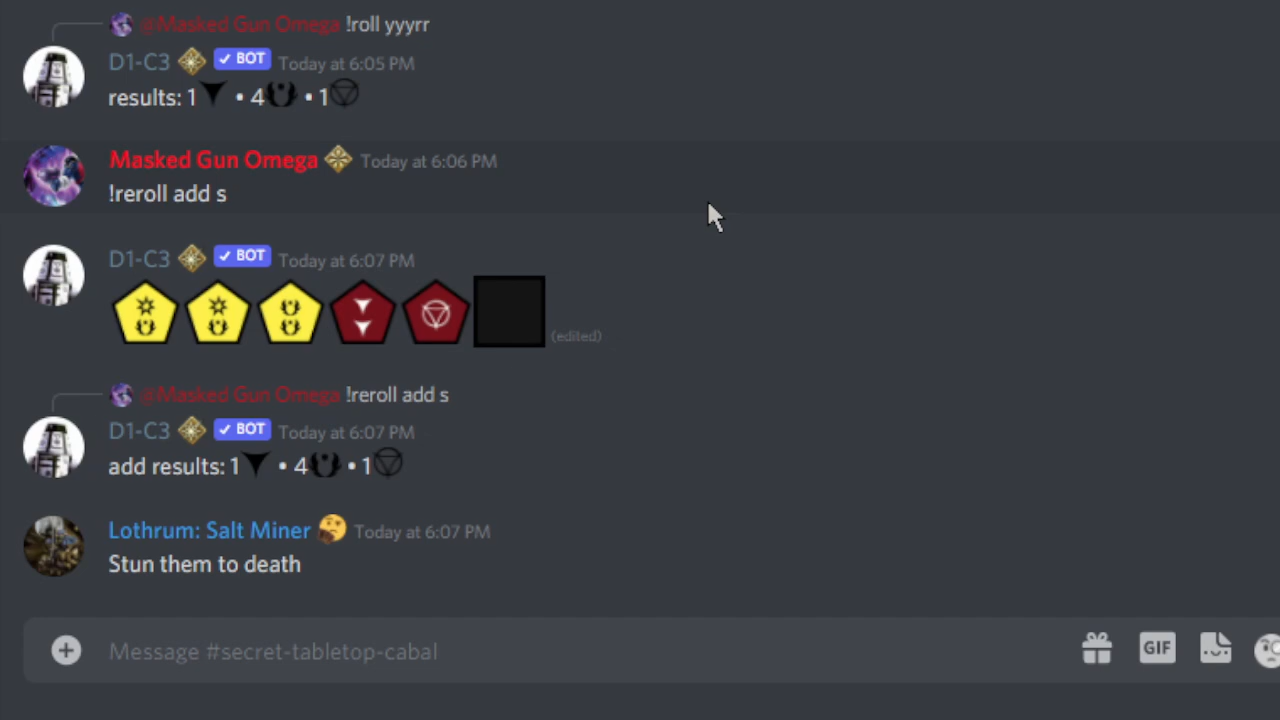 @Masked Gun Omega !roll yyyrr
D1-C3 ✓ BOT Today at 6:05 PM
results: 1 • 4 • 1
Masked Gun Omega Today at 6:06 PM
!reroll add s
D1-C3 ✓ BOT Today at 6:07 PM
(edited)
@Masked Gun Omega !reroll add s
D1-C3 ✓ BOT Today at 6:07 PM
add results: 1 • 4 • 1
Lothrum: Salt Miner 🤔 Today at 6:07 PM
Stun them to death
Message #secret-tabletop-cabal GIF